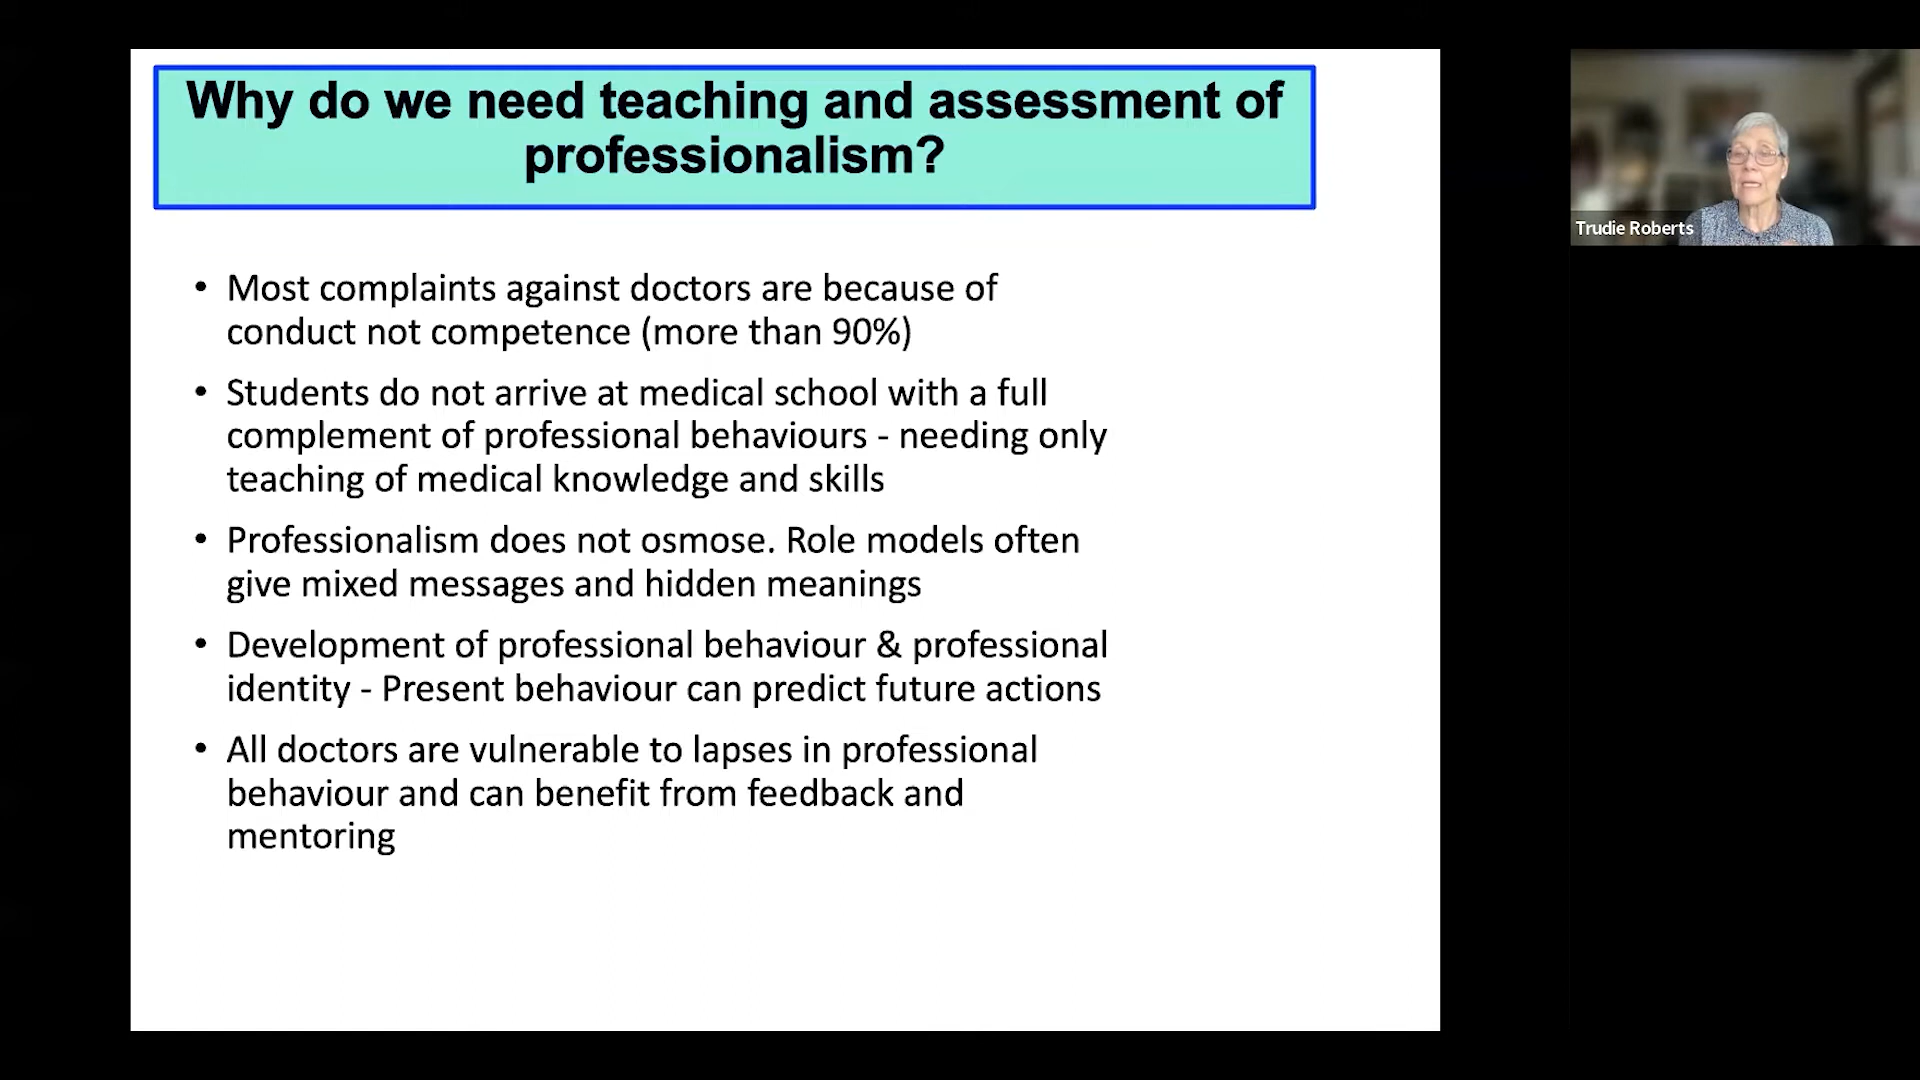 Why do we need teaching and assessment of
professionalism?
• Most complaints against doctors are because of
conduct not competence (more than 90%)
• Students do not arrive at medical school with a full
complement of professional behaviours - needing only
teaching of medical knowledge and skills
• Professionalism does not osmose. Role models often
give mixed messages and hidden meanings
• Development of professional behaviour & professional
identity - Present behaviour can predict future actions
• All doctors are vulnerable to lapses in professional
behaviour and can benefit from feedback and
mentoring
Trudie Roberts